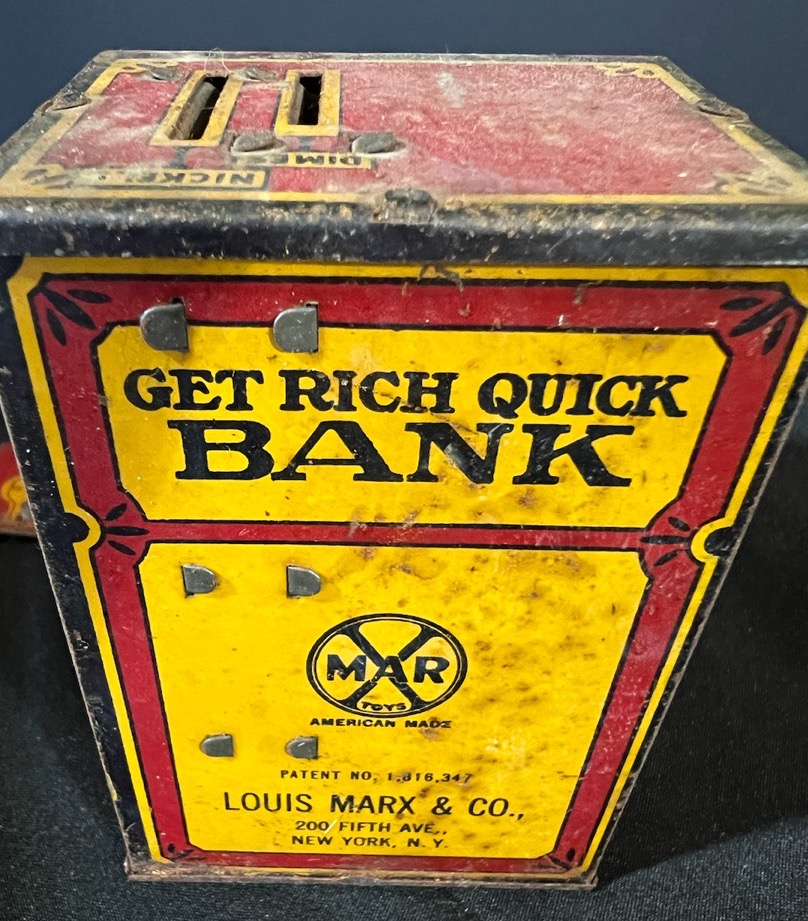 DIMES
NICKELS
GET RICH QUICK
BANK
MAR
TOYS
AMERICAN MADE
PATENT NO. 1,816,347
LOUIS MARX & CO.,
200 FIFTH AVE.,
NEW YORK, N.Y.